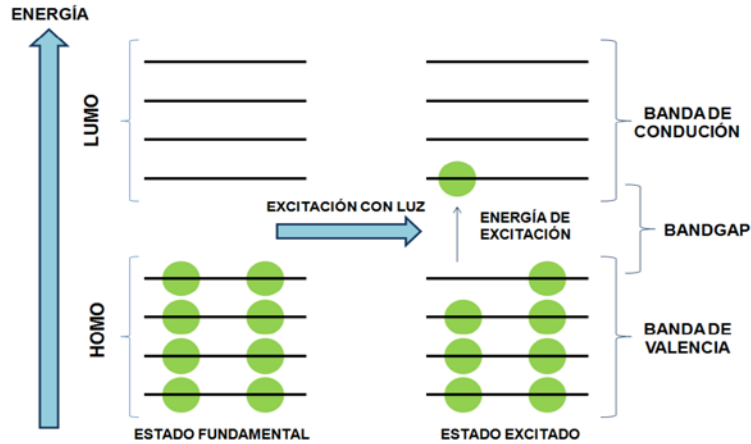 ENERGÍA
LUMO
BANDA DE
CONDUCIÓN
EXCITACIÓN CON LUZ
ENERGÍA DE
EXCITACIÓN
BANDGAP
HOMO
BANDA DE
VALENCIA
ESTADO FUNDAMENTAL
ESTADO EXCITADO